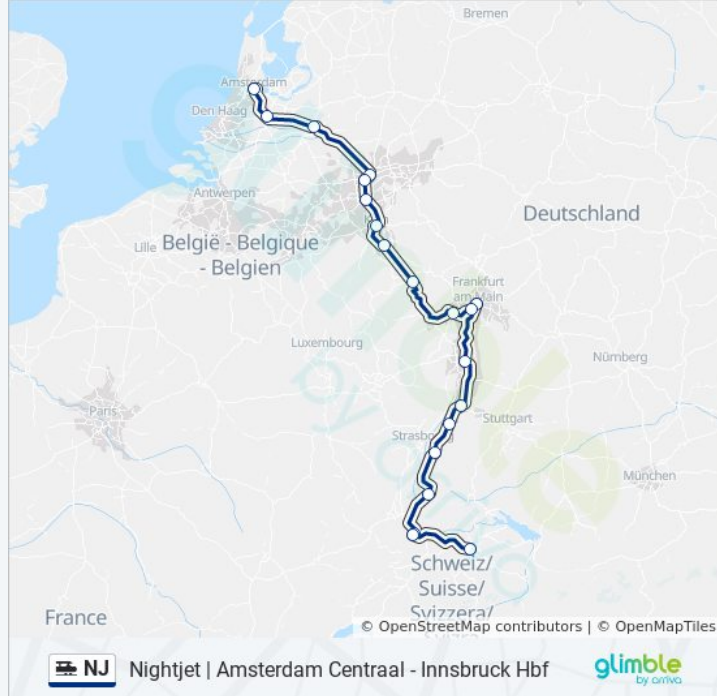 Bremen
Amsterdam
Den Haag
Antwerpen
Deutschland
Lille
België - Belgique
- Belgien
Frankfurt
am Main
Luxembourg
Nürnberg
Paris
Stuttgart
Strasbourg
München
Schweiz/
Suisse/
Svizzera/
France
© OpenStreetMap contributors | © OpenMapTiles
NJ
Nightjet | Amsterdam Centraal - Innsbruck Hbf
glimble
by arriva